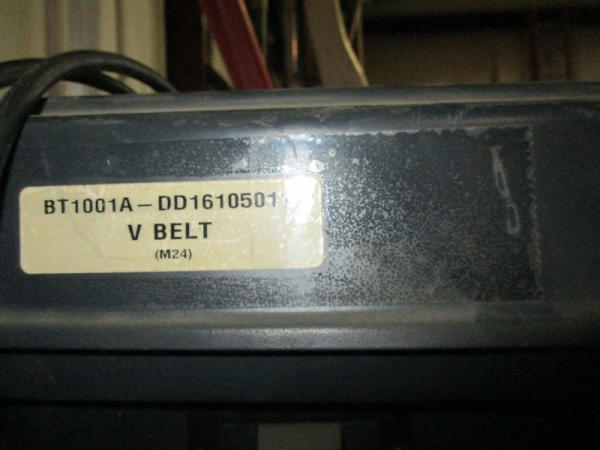 BT1001A – DD1610501
V BELT
(M24)